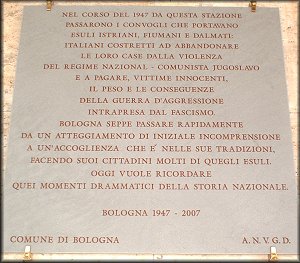 NEL CORSO DEL 1947 DA QUESTA STAZIONE
PASSARONO I CONVOGLI CHE PORTAVANO
ESULI ISTRIANI, FIUMANI E DALMATI:
ITALIANI COSTRETTI AD ABBANDONARE
LE LORO CASE DALLA VIOLENZA
DEL REGIME NAZIONAL - COMUNISTA JUGOSLAVO
E A PAGARE, VITTIME INNOCENTI,
IL PESO E LE CONSEGUENZE
DELLA GUERRA D'AGGRESSIONE
INTRAPRESA DAL FASCISMO.
BOLOGNA SEPPE PASSARE RAPIDAMENTE
DA UN ATTEGGIAMENTO DI INIZIALE INCOMPRENSIONE
A UN'ACCOGLIENZA CHE E' NELLE SUE TRADIZIONI,
FACENDO SUOI CITTADINI MOLTI DI QUEGLI ESULI.
OGGI VUOLE RICORDARE
QUEI MOMENTI DRAMMATICI DELLA STORIA NAZIONALE.
BOLOGNA 1947 - 2007
COMUNE DI BOLOGNA A.N.V.G.D.